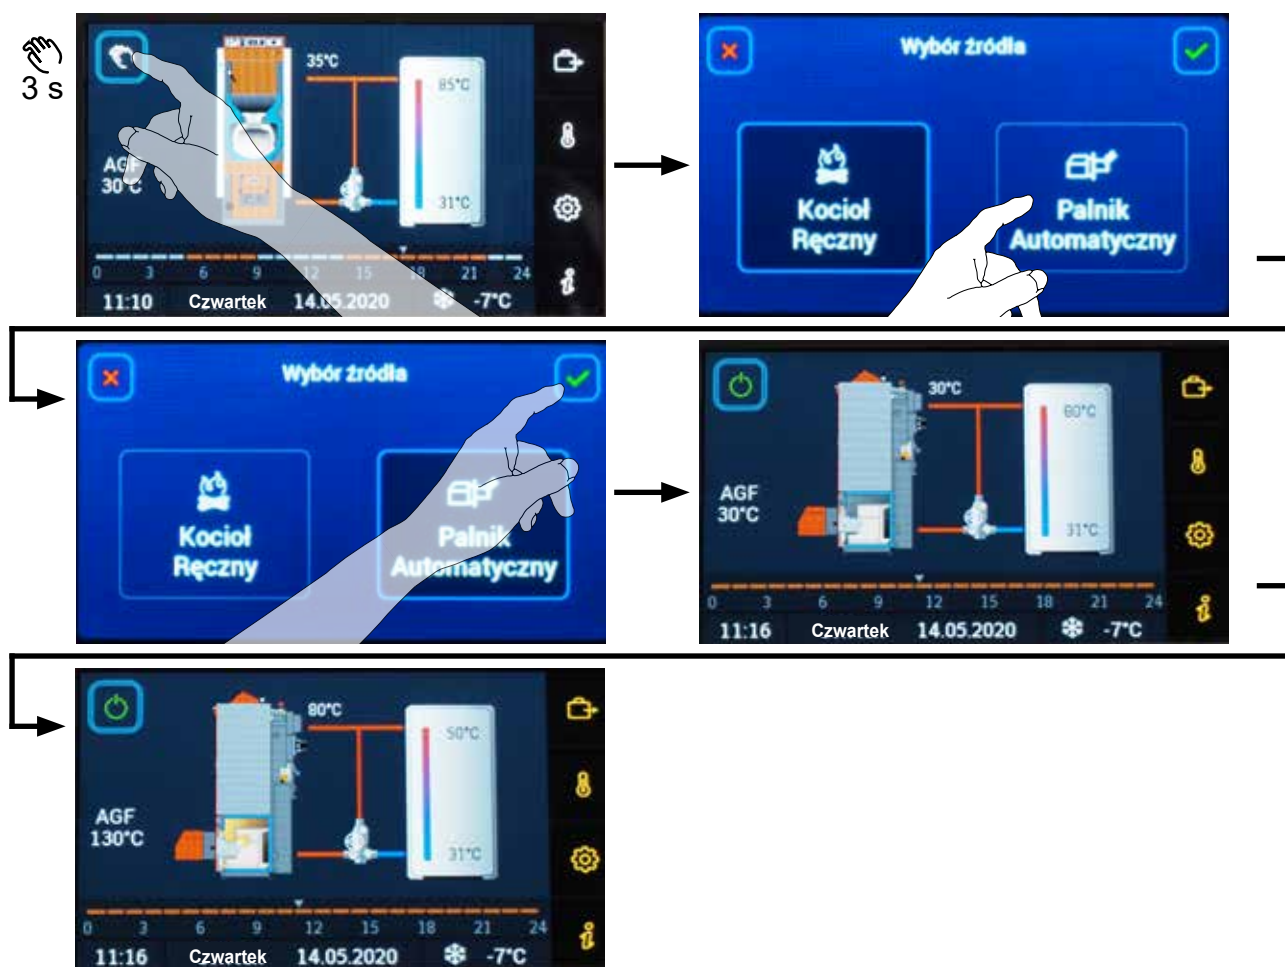 3 s
35°C
85°C
AGF
30°C
31°C
0 3 6 9 12 15 18 21 24
11:10 Czwartek 14.05.2020 -7°C
Wybór źródła
Kocioł
Ręczny
Palnik
Automatyczny
Wybór źródła
Kocioł
Ręczny
Palnik
Automatyczny
30°C
60°C
AGF
30°C
31°C
0 3 6 9 12 15 18 21 24
11:16 Czwartek 14.05.2020 -7°C
80°C
50°C
AGF
130°C
31°C
0 3 6 9 12 15 18 21 24
11:16 Czwartek 14.05.2020 -7°C